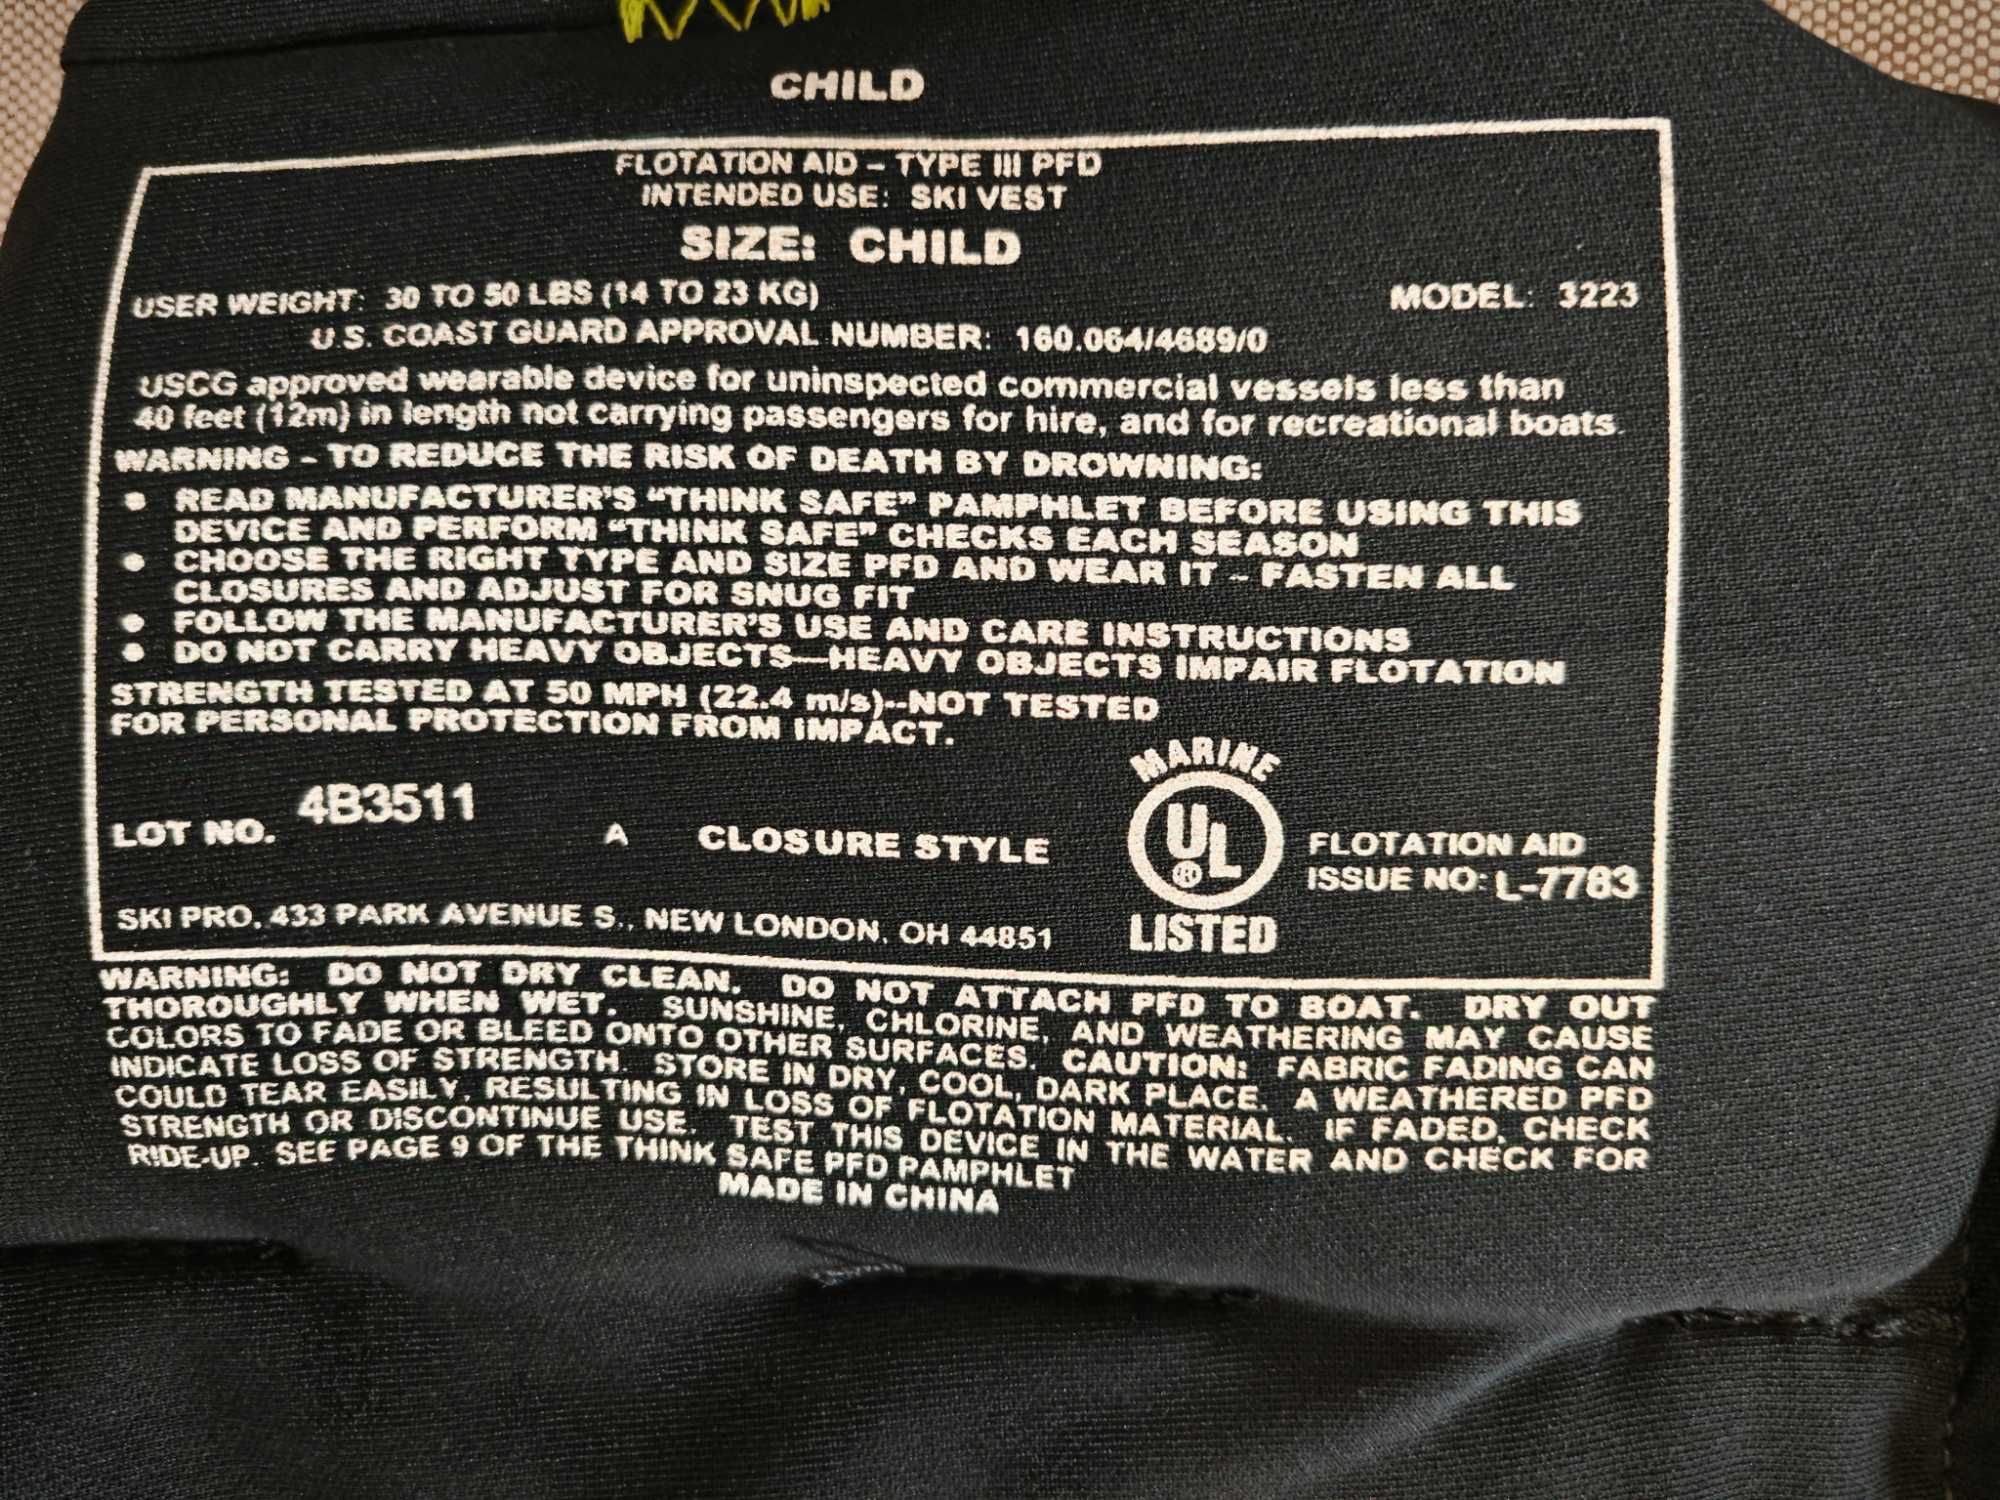 CHILD
FLOTATION AID – TYPE III PFD
INTENDED USE: SKI VEST
SIZE: CHILD
USER WEIGHT: 30 TO 50 LBS (14 TO 23 KG) MODEL: 3223
U.S. COAST GUARD APPROVAL NUMBER: 160.064/4689/0
USCG approved wearable device for uninspected commercial vessels less than
40 feet (12m) in length not carrying passengers for hire, and for recreational boats.
WARNING - TO REDUCE THE RISK OF DEATH BY DROWNING:
• READ MANUFACTURER'S "THINK SAFE" PAMPHLET BEFORE USING THIS
DEVICE AND PERFORM "THINK SAFE" CHECKS EACH SEASON
• CHOOSE THE RIGHT TYPE AND SIZE PFD AND WEAR IT – FASTEN ALL
CLOSURES AND ADJUST FOR SNUG FIT
• FOLLOW THE MANUFACTURER'S USE AND CARE INSTRUCTIONS
• DO NOT CARRY HEAVY OBJECTS—HEAVY OBJECTS IMPAIR FLOTATION
STRENGTH TESTED AT 50 MPH (22.4 m/s)--NOT TESTED
FOR PERSONAL PROTECTION FROM IMPACT.
LOT NO. 4B3511 A CLOSURE STYLE
MARINE
UL ®
LISTED
FLOTATION AID
ISSUE NO: L-7783
SKI PRO, 433 PARK AVENUE S., NEW LONDON, OH 44851
WARNING: DO NOT DRY CLEAN. DO NOT ATTACH PFD TO BOAT. DRY OUT
THOROUGHLY WHEN WET. SUNSHINE, CHLORINE, AND WEATHERING MAY CAUSE
COLORS TO FADE OR BLEED ONTO OTHER SURFACES. CAUTION: FABRIC FADING CAN
INDICATE LOSS OF STRENGTH. STORE IN DRY, COOL, DARK PLACE. A WEATHERED PFD
COULD TEAR EASILY, RESULTING IN LOSS OF FLOTATION MATERIAL. IF FADED, CHECK
STRENGTH OR DISCONTINUE USE. TEST THIS DEVICE IN THE WATER AND CHECK FOR
RIDE-UP. SEE PAGE 9 OF THE THINK SAFE PFD PAMPHLET
MADE IN CHINA